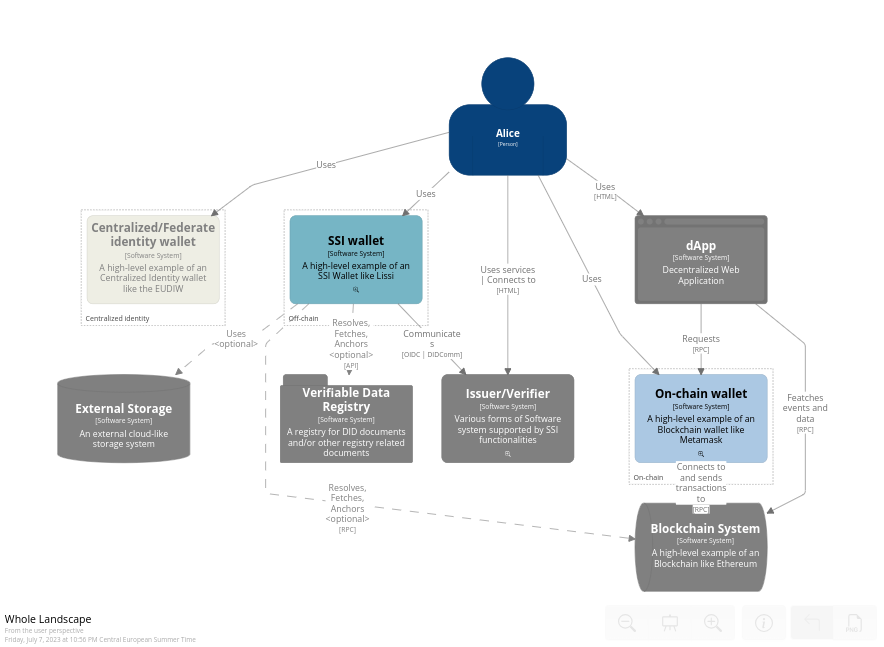 Alice
[Person]
Uses
Uses
Uses
[HTML]
Centralized/Federate
identity wallet
[Software System]
A high-level example of an
Centralized Identity wallet
like the EUDIW
Centralized identity
SSI wallet
[Software System]
A high-level example of an
SSI Wallet like Lissi
Off-chain
Uses services
| Connects to
[HTML]
Uses
dApp
[Software System]
Decentralized Web
Application
Uses
<optional>
Resolves,
Fetches,
Anchors
<optional>
[API]
Communicate
s
[OIDC | DIDComm]
Requests
[RPC]
External Storage
[Software System]
An external cloud-like
storage system
Verifiable Data
Registry
[Software System]
A registry for DID documents
and/or other registry related
documents
Issuer/Verifier
[Software System]
Various forms of Software
system supported by SSI
functionalities
On-chain wallet
[Software System]
A high-level example of an
Blockchain wallet like
Metamask
On-chain
Featches
events and
data
[RPC]
Connects to
and sends
transactions
to
[RPC]
Resolves,
Fetches,
Anchors
<optional>
[RPC]
Blockchain System
[Software System]
A high-level example of an
Blockchain like Ethereum
Whole Landscape
From the user perspective
Friday, July 7, 2023 at 10:56 PM Central European Summer Time